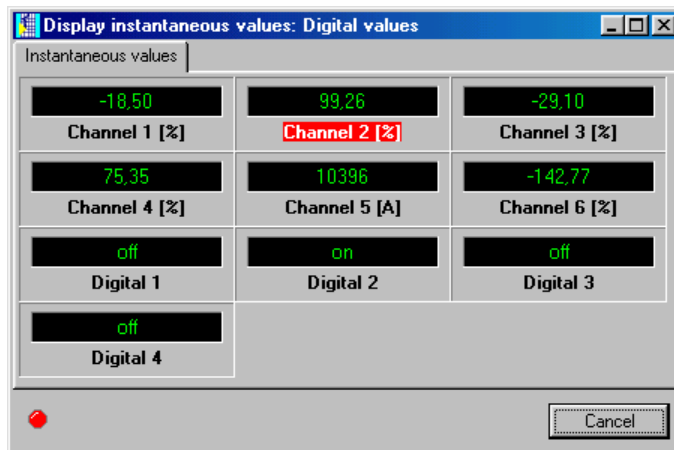 Display instantaneous values: Digital values
Instantaneous values
-18,50 99,26 -29,10
Channel 1 [%] Channel 2 [%] Channel 3 [%]
75,35 10396 -142,77
Channel 4 [%] Channel 5 [A] Channel 6 [%]
off on off
Digital 1 Digital 2 Digital 3
off
Digital 4
Cancel